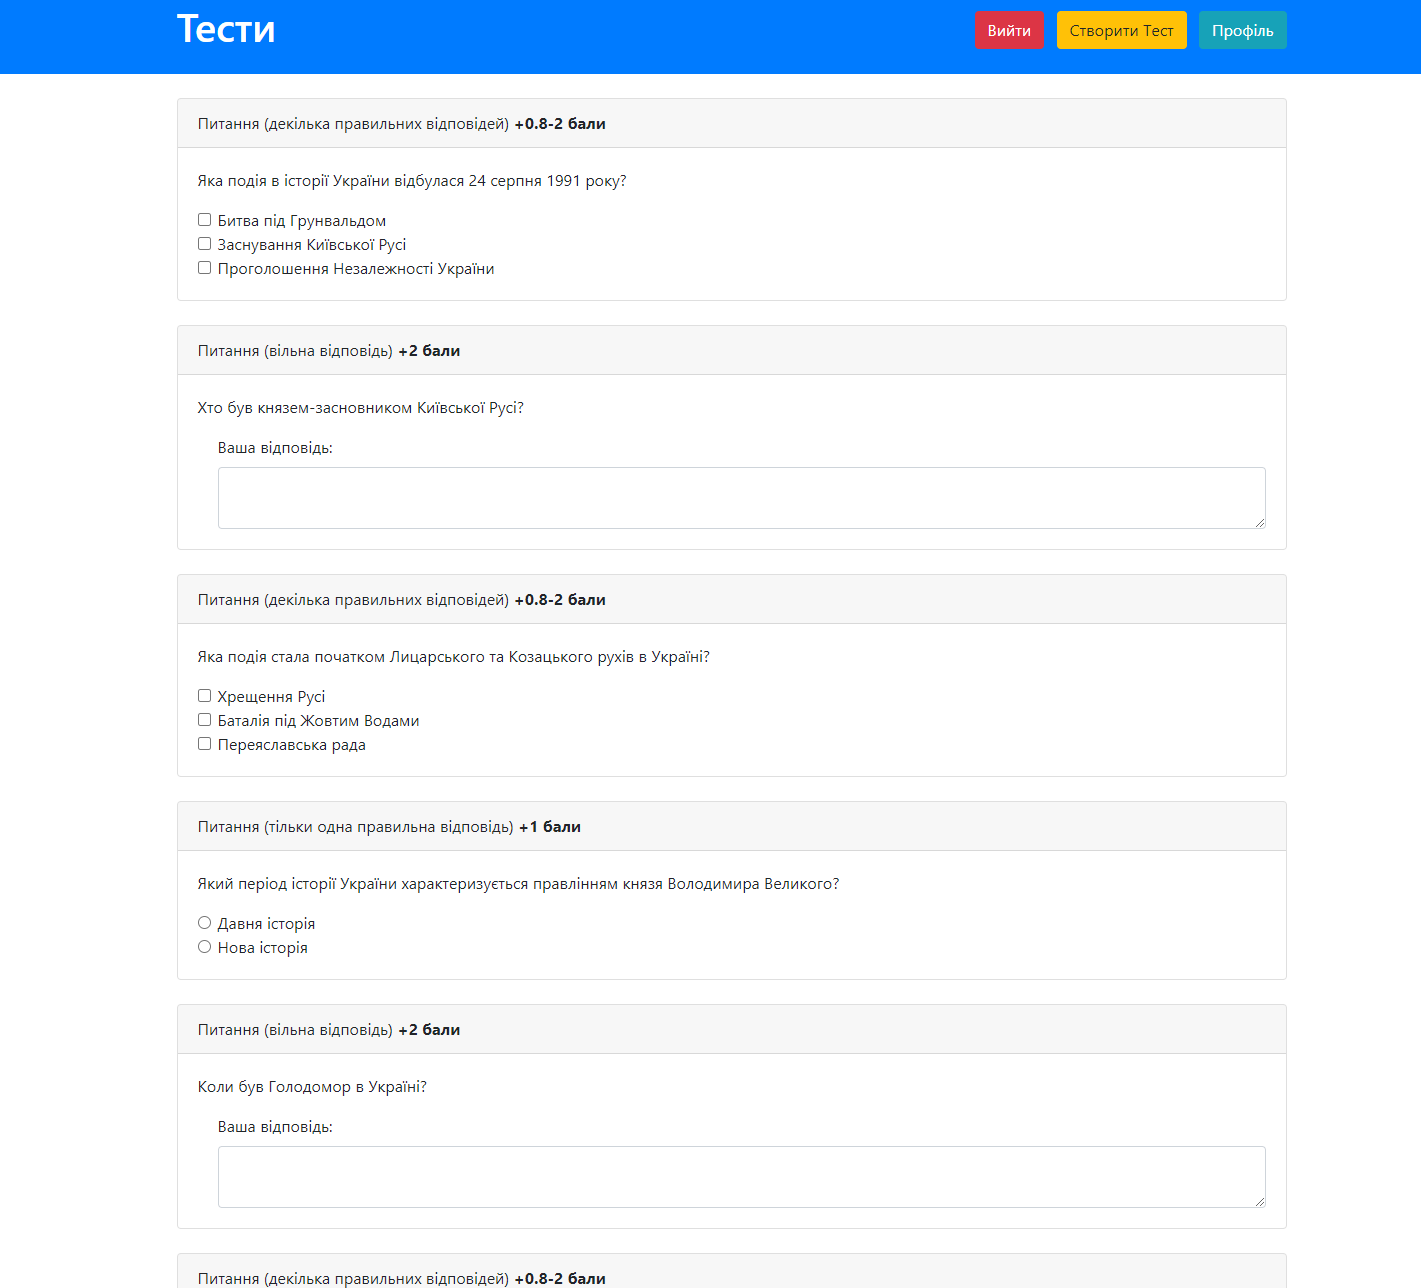 Тести
Вийти
Створити Тест
Профіль
Питання (декілька правильних відповідей) +0.8-2 бали
Яка подія в історії України відбулася 24 серпня 1991 року?
Битва під Грунвальдом
Заснування Київської Русі
Проголошення Незалежності України
Питання (вільна відповідь) +2 бали
Хто був князем-засновником Київської Русі?
Ваша відповідь:
Питання (декілька правильних відповідей) +0.8-2 бали
Яка подія стала початком Лицарського та Козацького рухів в Україні?
Хрещення Русі
Баталія під Жовтим Водами
Переяславська рада
Питання (тільки одна правильна відповідь) +1 бали
Який період історії України характеризується правлінням князя Володимира Великого?
Давня історія
Нова історія
Питання (вільна відповідь) +2 бали
Коли був Голодомор в Україні?
Ваша відповідь:
Питання (декілька правильних відповідей) +0.8-2 бали